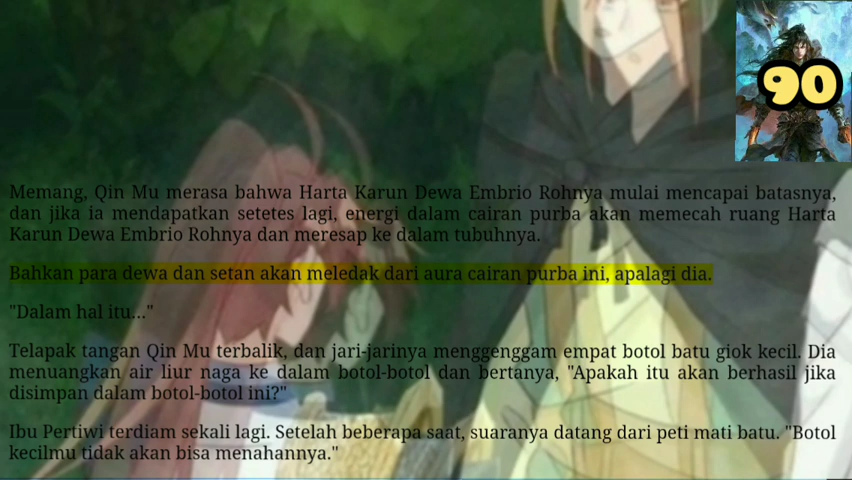 90
Memang, Qin Mu merasa bahwa Harta Karun Dewa Embrio Rohnya mulai mencapai batasnya,
dan jika ia mendapatkan setetes lagi, energi dalam cairan purba akan memecah ruang Harta
Karun Dewa Embrio Rohnya dan meresap ke dalam tubuhnya.
Bahkan para dewa dan setan akan meledak dari aura cairan purba ini, apalagi dia.
"Dalam hal itu..."
Telapak tangan Qin Mu terbalik, dan jari-jarinya menggenggam empat botol batu giok kecil. Dia
menuangkan air liur naga ke dalam botol-botol dan bertanya, "Apakah itu akan berhasil jika
disimpan dalam botol-botol ini?"
Ibu Pertiwi terdiam sekali lagi. Setelah beberapa saat, suaranya datang dari peti mati batu. "Botol
kecilmu tidak akan bisa menahannya."